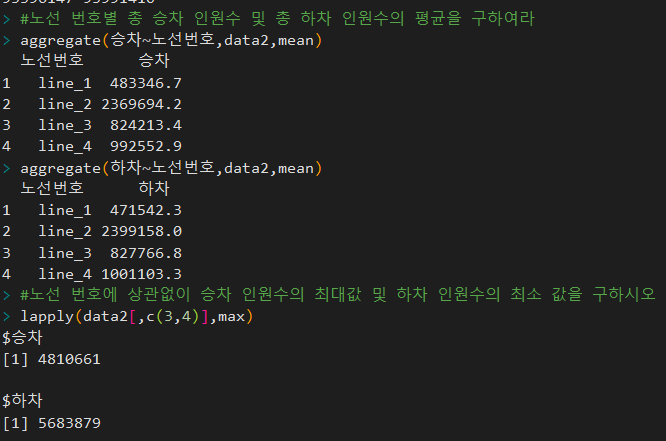 > #노선 번호별 총 승차 인원수 및 총 하차 인원수의 평균을 구하여라
> aggregate(승차~노선번호,data2,mean)
노선번호 승차
1 line_1 483346.7
2 line_2 2369694.2
3 line_3 824213.4
4 line_4 992552.9
> aggregate(하차~노선번호,data2,mean)
노선번호 하차
1 line_1 471542.3
2 line_2 2399158.0
3 line_3 827766.8
4 line_4 1001103.3
> #노선 번호에 상관없이 승차 인원수의 최대값 및 하차 인원수의 최소 값을 구하시오
> lapply(data2[,c(3,4)],max)
$승차
[1] 4810661
$하차
[1] 5683879